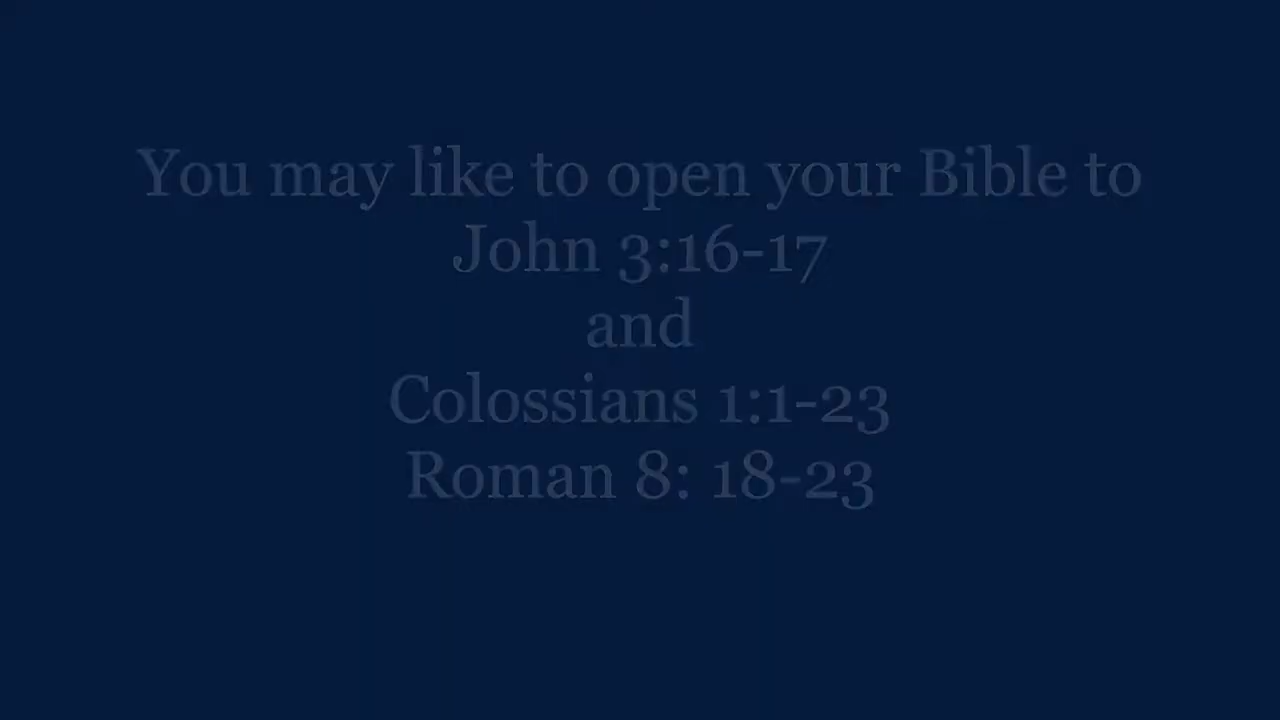 You may like to open your Bible to
John 3:16-17
and
Colossians 1:1-23
Roman 8: 18-23